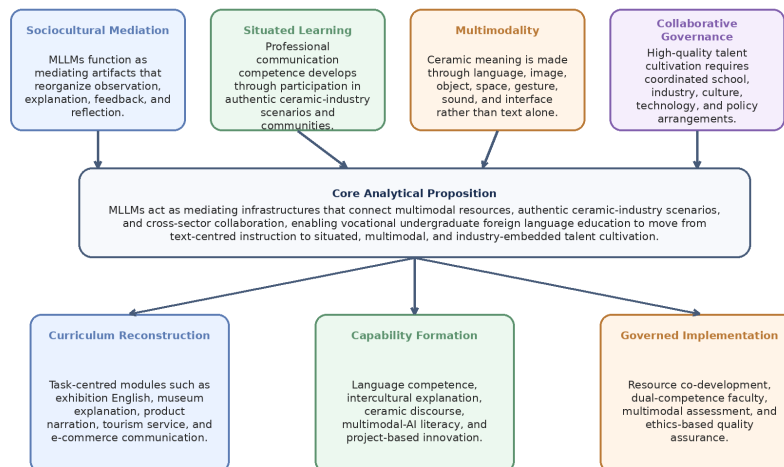 Sociocultural Mediation
MLLMs function as
mediating artifacts that
reorganize observation,
explanation, feedback, and
reflection.
Situated Learning
Professional
communication
competence develops
through participation in
authentic ceramic-industry
scenarios and
communities.
Multimodality
Ceramic meaning is made
through language, image,
object, space, gesture,
sound, and interface
rather than text alone.
Collaborative
Governance
High-quality talent
cultivation requires
coordinated school,
industry, culture,
technology, and policy
arrangements.
Core Analytical Proposition
MLLMs act as mediating infrastructures that connect multimodal resources, authentic ceramic-industry scenarios,
and cross-sector collaboration, enabling vocational undergraduate foreign language education to move from
text-centred instruction to situated, multimodal, and industry-embedded talent cultivation.
Curriculum Reconstruction
Task-centred modules such as
exhibition English, museum
explanation, product
narration, tourism service, and
e-commerce communication.
Capability Formation
Language competence,
intercultural explanation,
ceramic discourse,
multimodal-AI literacy, and
project-based innovation.
Governed Implementation
Resource co-development,
dual-competence faculty,
multimodal assessment, and
ethics-based quality
assurance.